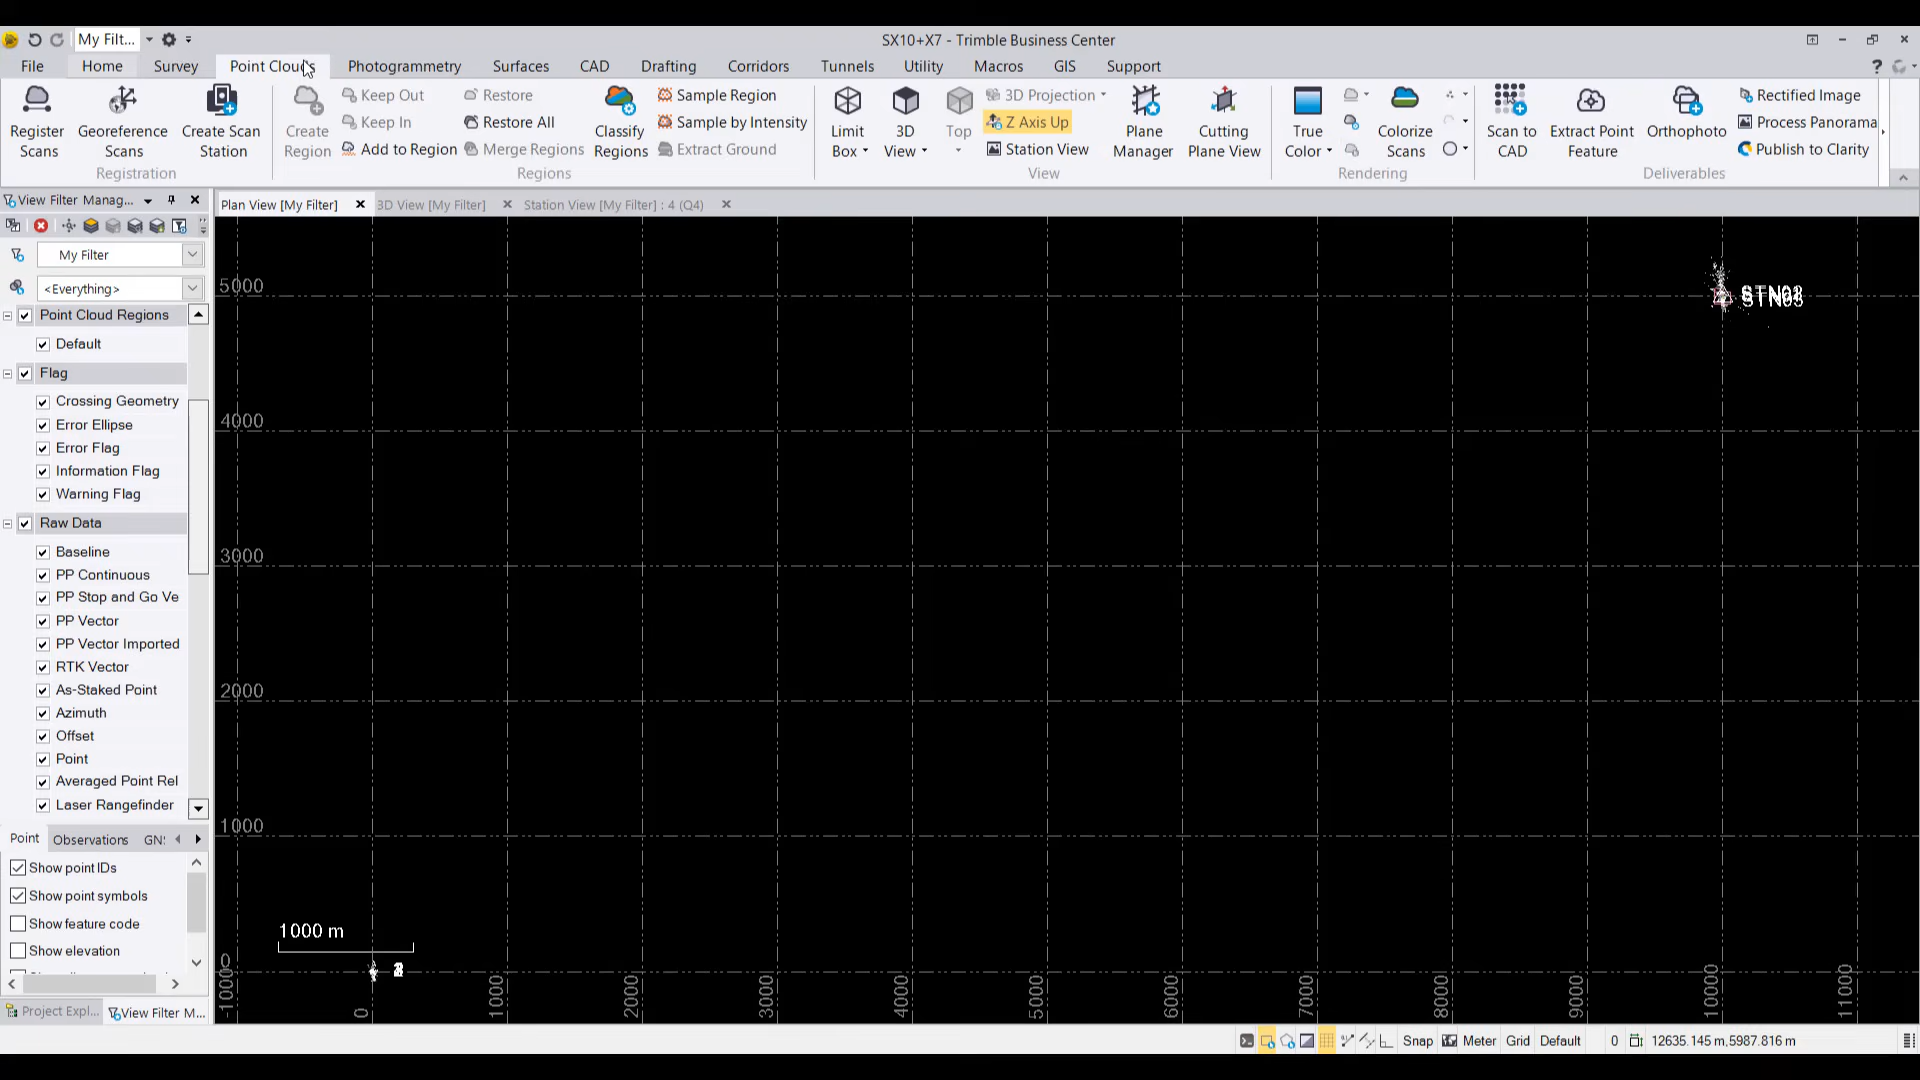 My Filt...
SX10+X7 - Trimble Business Center
File Home Survey Point Clouds Photogrammetry Surfaces CAD Drafting Corridors Tunnels Utility Macros GIS Support
Register Scans
Georeference Scans
Create Scan Station
Registration
Create Region
Keep Out
Keep In
Add to Region
Restore
Restore All
Merge Regions
Classify Regions
Sample Region
Sample by Intensity
Extract Ground
Regions
Limit Box
3D View
Top
3D Projection
Z Axis Up
Station View
Plane Manager
Cutting Plane View
View
True Color
Colorize Scans
Rendering
Scan to CAD
Extract Point Feature
Orthophoto
Rectified Image
Process Panorama
Publish to Clarity
Deliverables
View Filter Manag...
Plan View [My Filter]
3D View [My Filter]
Station View [My Filter] : 4 (Q4)
My Filter
<Everything>
Point Cloud Regions
Default
Flag
Crossing Geometry
Error Ellipse
Error Flag
Information Flag
Warning Flag
Raw Data
Baseline
PP Continuous
PP Stop and Go Ve
PP Vector
PP Vector Imported
RTK Vector
As-Staked Point
Azimuth
Offset
Point
Averaged Point Rel
Laser Rangefinder
Point Observations GN:
Show point IDs
Show point symbols
Show feature code
Show elevation
Project Expl...
View Filter M...
5000
4000
3000
2000
1000
0
1000 m
-1000
0
1000
2000
3000
4000
5000
6000
7000
8000
9000
10000
11000
Snap Meter Grid Default 0 12635.145 m,5987.816 m